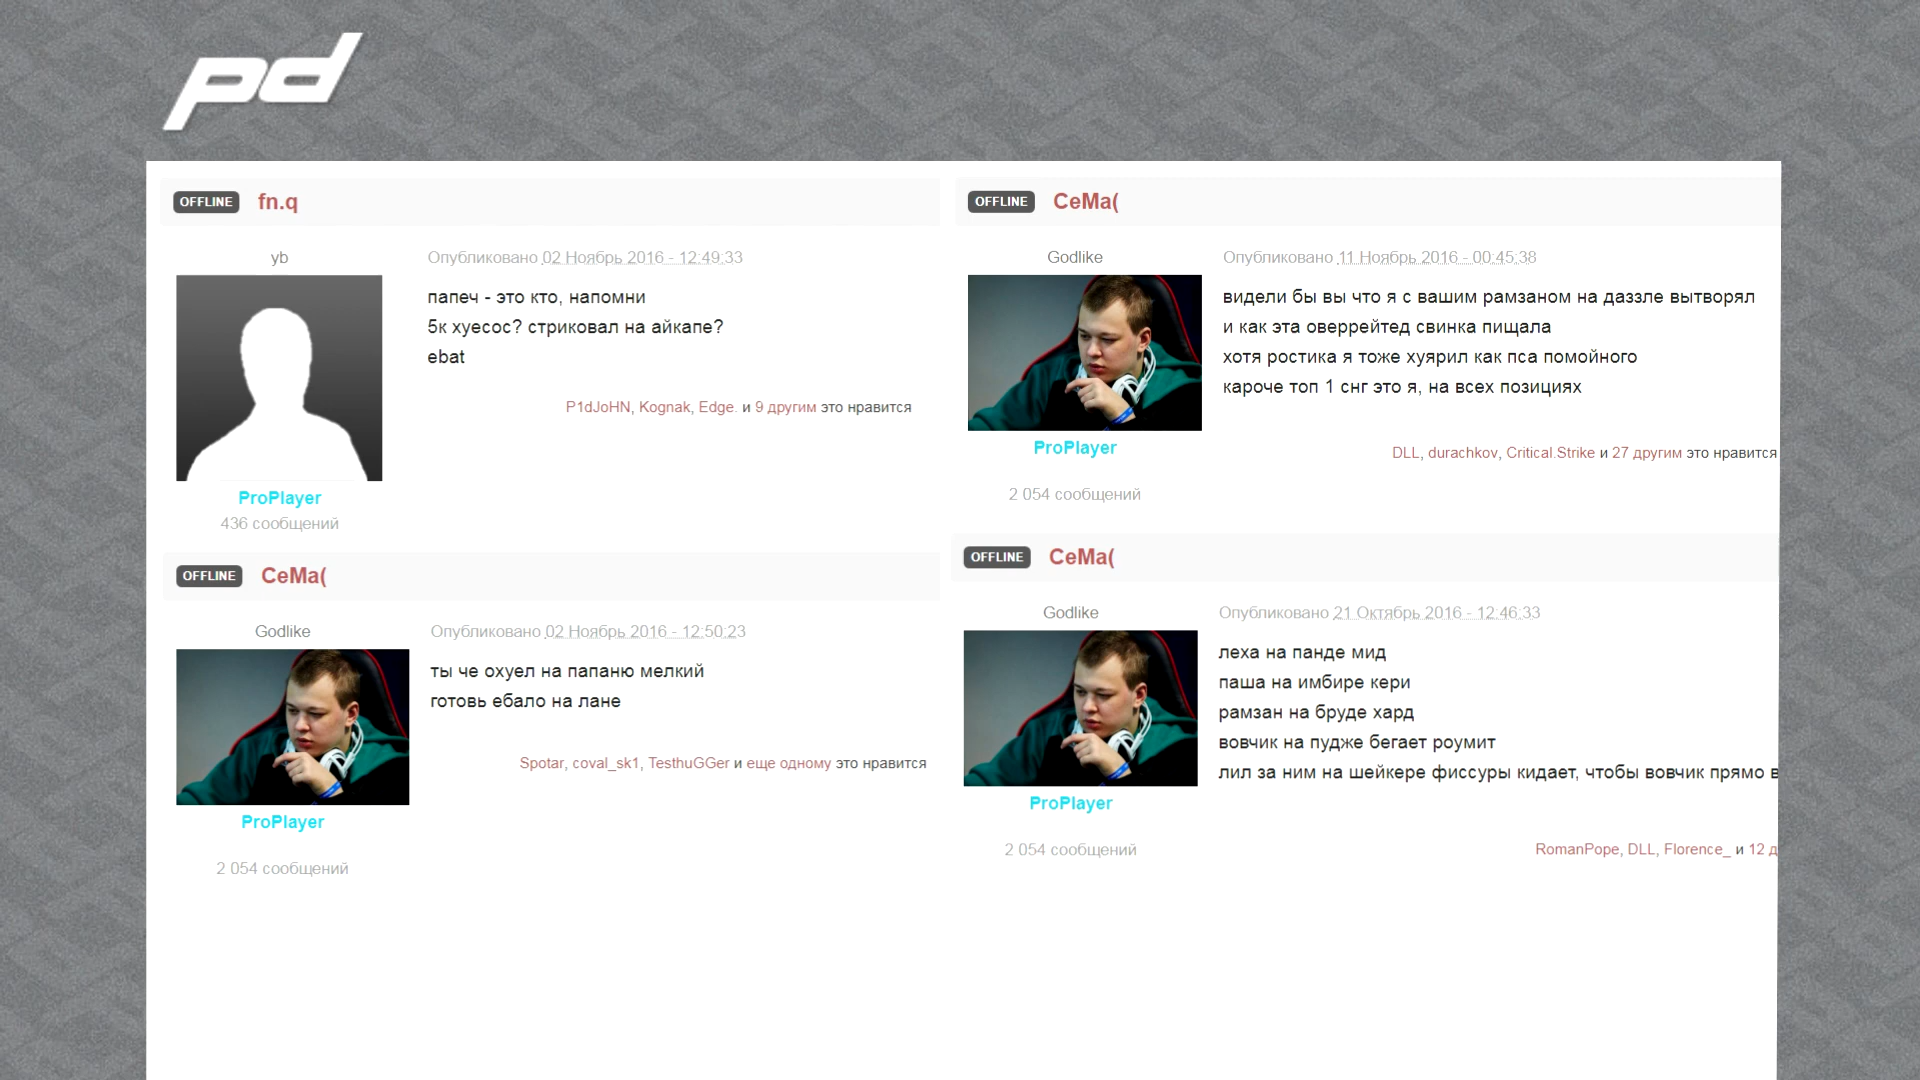 pd
OFFLINE fn.q
yb
Опубликовано 02 Ноябрь 2016 - 12:49:33
папеч - это кто, напомни
5к хуесос? стриковал на айкапе?
ebat
P1dJoHN, Kognak, Edge. и 9 другим это нравится
ProPlayer
436 сообщений
OFFLINE CeMa(
Godlike
Опубликовано 02 Ноябрь 2016 - 12:50:23
ты че охуел на папаню мелкий
готовь ебало на лане
Spotar, coval_sk1, TesthuGGer и еще одному это нравится
ProPlayer
2 054 сообщений
OFFLINE CeMa(
Godlike
Опубликовано 11 Ноябрь 2016 - 00:45:38
видели бы вы что я с вашим рамзаном на даззле вытворял
и как эта оверрейтед свинка пищала
хотя ростика я тоже хуярил как пса помойного
кароче топ 1 снг это я, на всех позициях
DLL, durachkov, Critical.Strike и 27 другим это нравится
ProPlayer
2 054 сообщений
OFFLINE CeMa(
Godlike
Опубликовано 21 Октябрь 2016 - 12:46:33
леха на панде мид
паша на имбире кери
рамзан на бруде хард
вовчик на пудже бегает роумит
лил за ним на шейкере фиссуры кидает, чтобы вовчик прямо в
RomanPope, DLL, Florence_ и 12 д
ProPlayer
2 054 сообщений